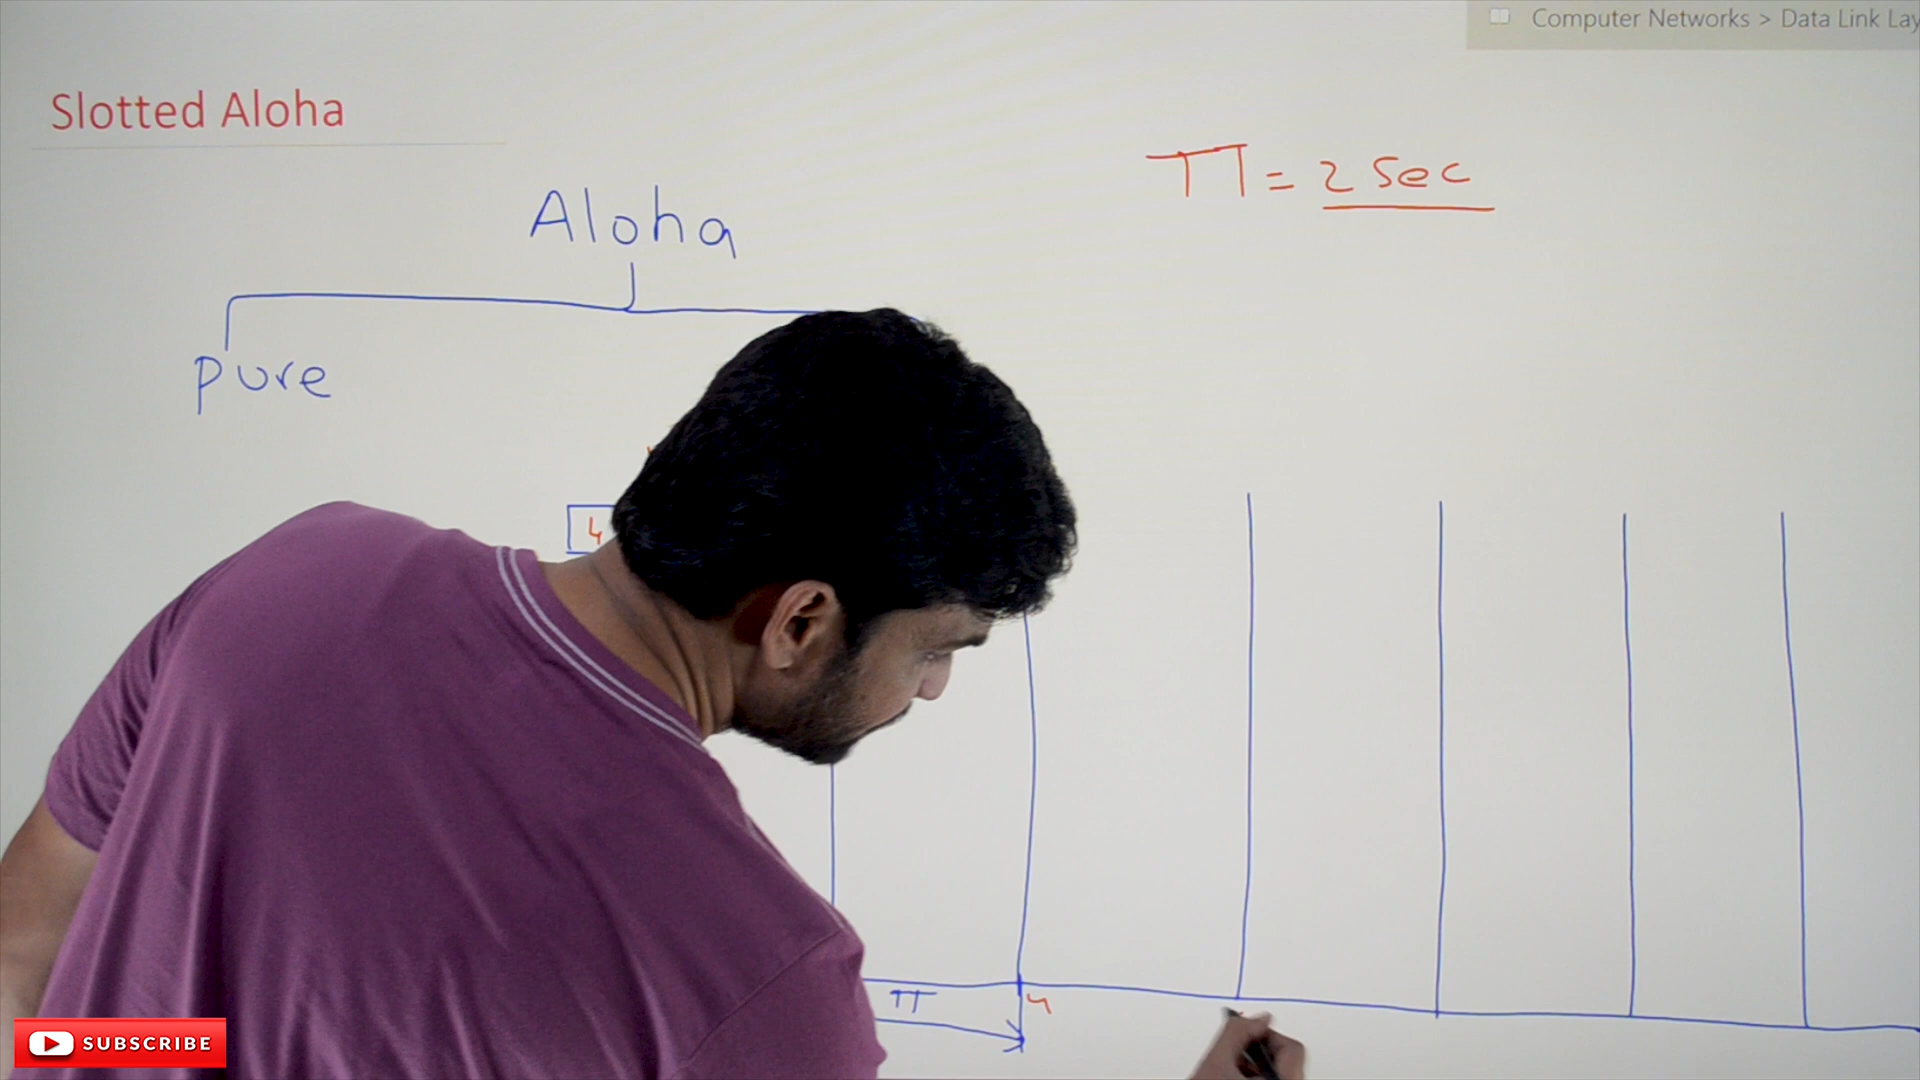 Computer Networks > Data Link Lay
Slotted Aloha
TT = 2 Sec
Aloha
pure
4
TT
4
SUBSCRIBE